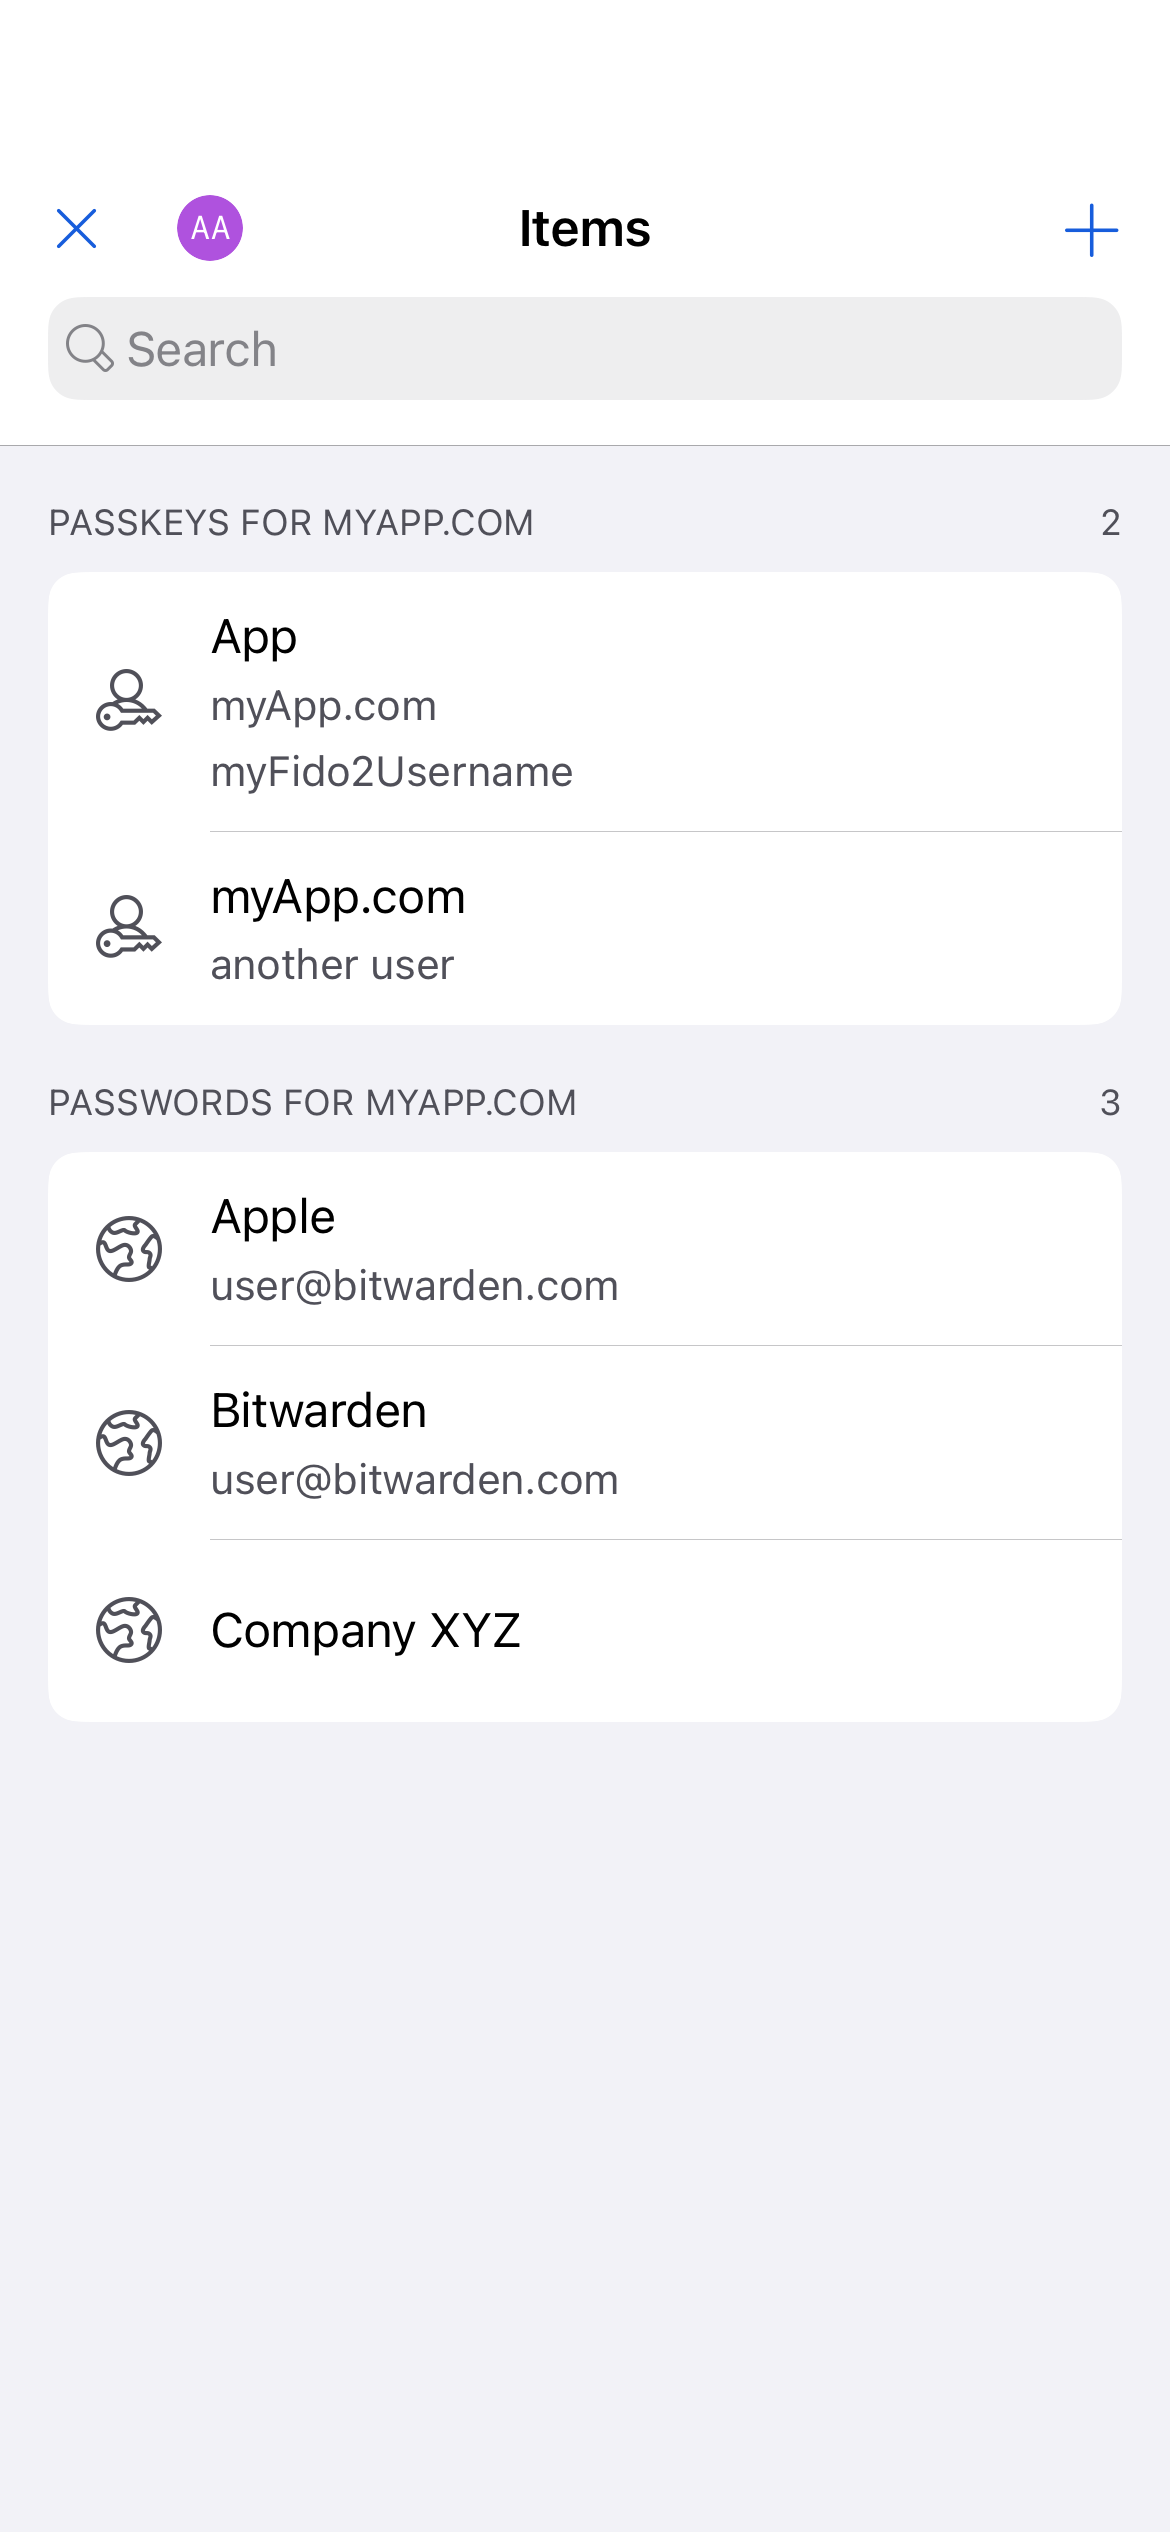 AA
Items
Search
PASSKEYS FOR MYAPP.COM
2
App
myApp.com
myFido2Username
myApp.com
another user
PASSWORDS FOR MYAPP.COM
3
Apple
user@bitwarden.com
Bitwarden
user@bitwarden.com
Company XYZ